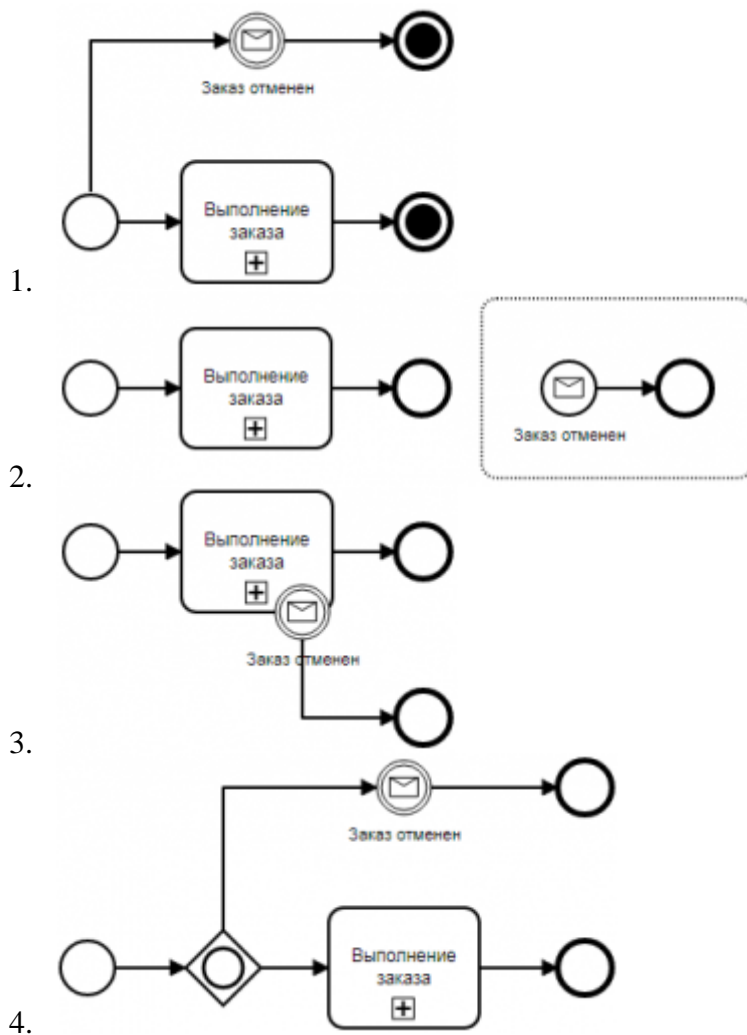 Заказ отменен
Выполнение
заказа
1.
Выполнение
заказа
Заказ отменен
2.
Выполнение
заказа
Заказ отменен
3.
Заказ отменен
Выполнение
заказа
4.